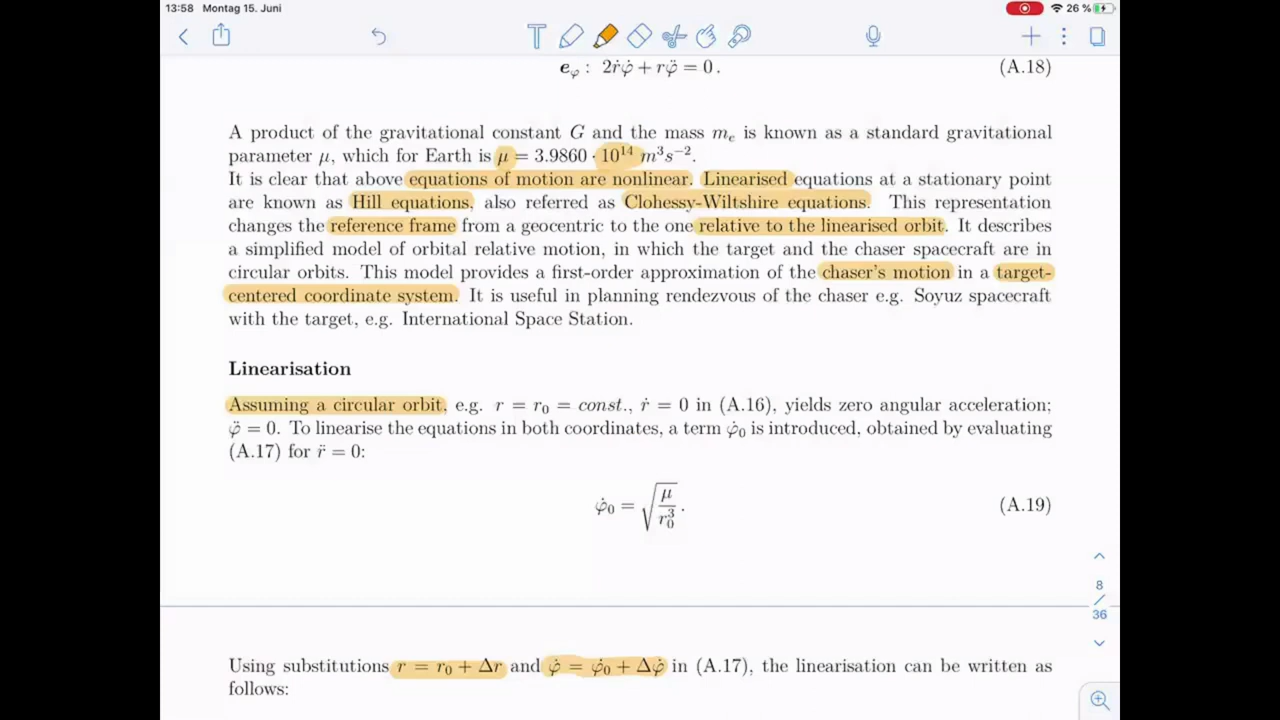 13:58 Montag 15. Juni
26 %
e_φ : 2ṙφ̇ + rφ̈ = 0 . (A.18)
A product of the gravitational constant G and the mass m_e is known as a standard gravitational
parameter μ, which for Earth is μ = 3.9860 · 10^14 m^3s^−2.
It is clear that above equations of motion are nonlinear. Linearised equations at a stationary point
are known as Hill equations, also referred as Clohessy-Wiltshire equations. This representation
changes the reference frame from a geocentric to the one relative to the linearised orbit. It describes
a simplified model of orbital relative motion, in which the target and the chaser spacecraft are in
circular orbits. This model provides a first-order approximation of the chaser's motion in a target-
centered coordinate system. It is useful in planning rendezvous of the chaser e.g. Soyuz spacecraft
with the target, e.g. International Space Station.
Linearisation
Assuming a circular orbit, e.g. r = r_0 = const., ṙ = 0 in (A.16), yields zero angular acceleration;
φ̈ = 0. To linearise the equations in both coordinates, a term φ̇_0 is introduced, obtained by evaluating
(A.17) for r̈ = 0:
φ̇_0 = √(μ/r_0^3) . (A.19)
8
/
36
Using substitutions r = r_0 + Δr and φ̇ = φ̇_0 + Δφ̇ in (A.17), the linearisation can be written as
follows: